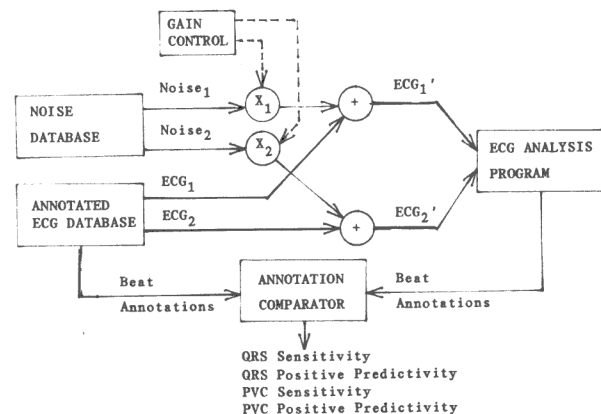 GAIN
CONTROL
Noise1
X1
+
ECG1'
NOISE
DATABASE
Noise2
X2
ECG ANALYSIS
PROGRAM
ECG1
ANNOTATED
ECG DATABASE
ECG2
+
ECG2'
Beat
Annotations
ANNOTATION
COMPARATOR
Beat
Annotations
QRS Sensitivity
QRS Positive Predictivity
PVC Sensitivity
PVC Positive Predictivity